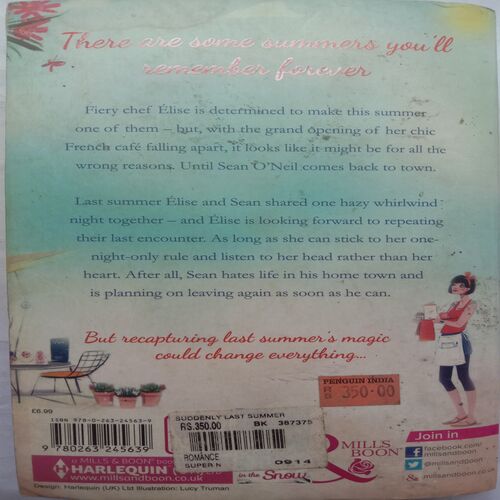 There are some summers you'll
remember forever
Fiery chef Élise is determined to make this summer
one of them – but, with the grand opening of her chic
French café falling apart, it looks like it might be for all the
wrong reasons. Until Sean O'Neil comes back to town.
Last summer Élise and Sean shared one hazy whirlwind
night together – and Élise is looking forward to repeating
their last encounter. As long as she can stick to her one-
night-only rule and listen to her head rather than her
heart. After all, Sean hates life in his home town and
is planning on leaving again as soon as he can.
But recapturing last summer's magic
could change everything...
£6.99
ISBN 978-0-263-24563-9
9 780263 245639
PENGUIN INDIA
350.00
SUDDENLY LAST SUMMER
RS.350.00 BK 387375
ROMANCE
SUPER N 0914
in the Snow
MILLS
BOON
Join in
facebook.com/
millsandboon
@millsandboon
MILLS & BOON
HARLEQUIN
www.millsandboon
Design: Harlequin (UK) Ltd Illustration: Lucy Truman